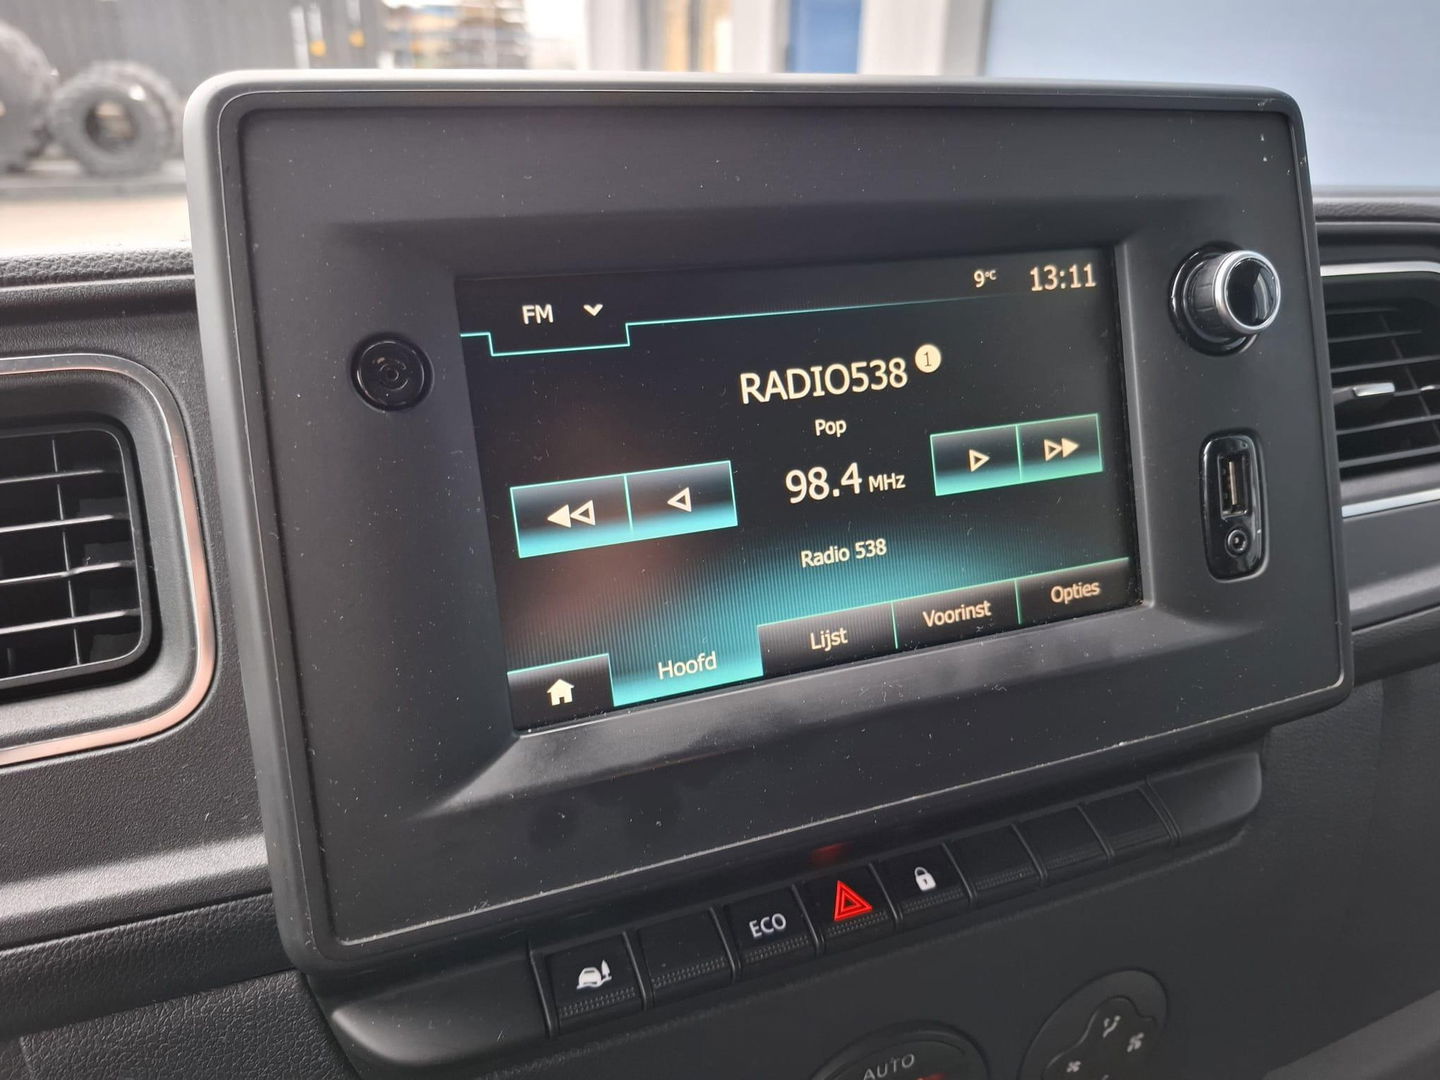 FM
9°C
13:11
RADIO538
1
Pop
98.4 MHz
Radio 538
Hoofd
Lijst
Voorinst
Opties
ECO
AUTO